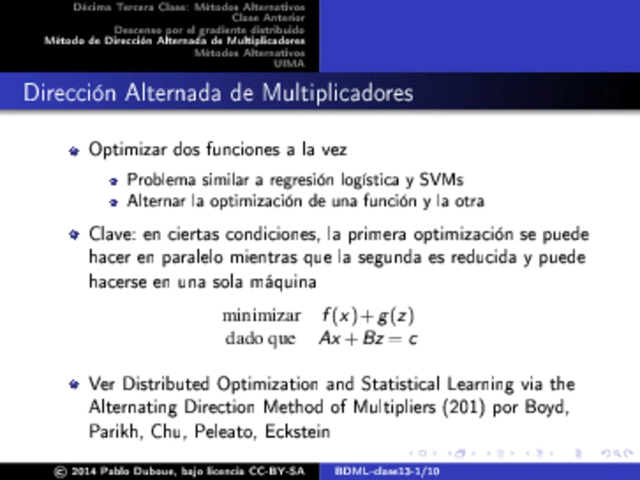 Décima Tercera Clase: Métodos Alternativos
Clase Anterior
Descenso por el gradiente distribuido
Método de Dirección Alternada de Multiplicadores
Métodos Alternativos
UIMA
Dirección Alternada de Multiplicadores
Optimizar dos funciones a la vez
Problema similar a regresión logística y SVMs
Alternar la optimización de una función y la otra
Clave: en ciertas condiciones, la primera optimización se puede
hacer en paralelo mientras que la segunda es reducida y puede
hacerse en una sola máquina
minimizar f(x)+g(z)
dado que Ax+Bz=c
Ver Distributed Optimization and Statistical Learning via the
Alternating Direction Method of Multipliers (201) por Boyd,
Parikh, Chu, Peleato, Eckstein
© 2014 Pablo Duboue, bajo licencia CC-BY-SA BDML-clase13-1/10